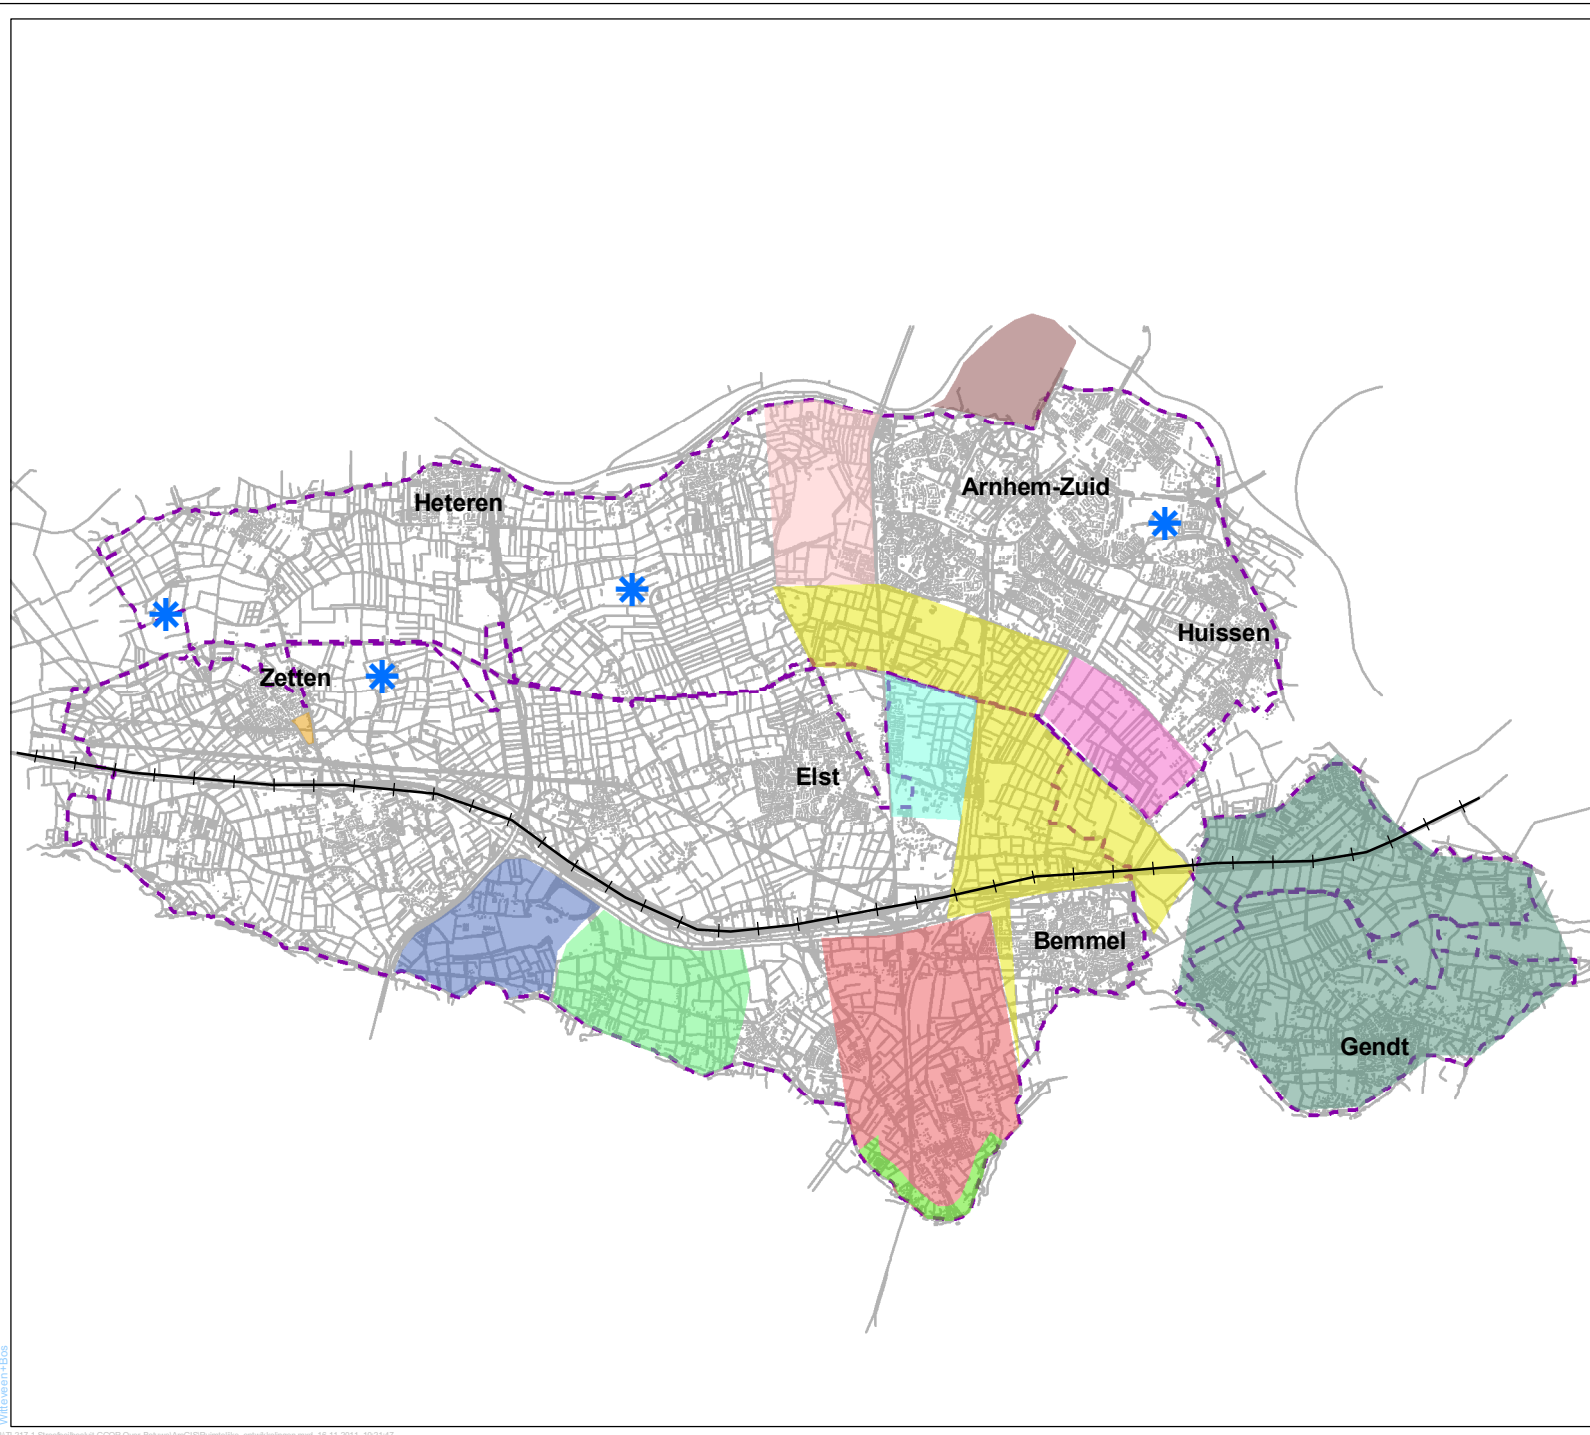 Arnhem-Zuid
Heteren
Huissen
Zetten
Elst
Bemmel
Gendt
Witteveen+Bos